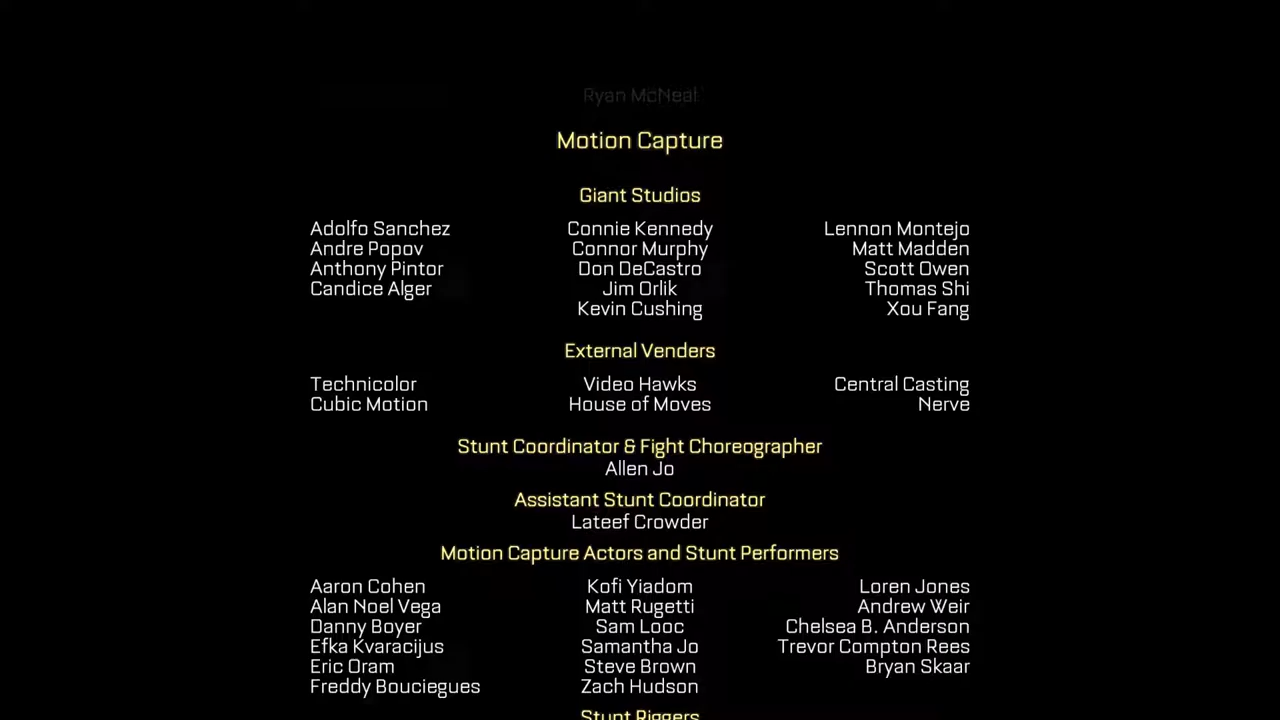 Ryan McNeal
Motion Capture
Giant Studios
Adolfo Sanchez Connie Kennedy Lennon Montejo
Andre Popov Connor Murphy Matt Madden
Anthony Pintor Don DeCastro Scott Owen
Candice Alger Jim Orlik Thomas Shi
Kevin Cushing Xou Fang
External Venders
Technicolor Video Hawks Central Casting
Cubic Motion House of Moves Nerve
Stunt Coordinator & Fight Choreographer
Allen Jo
Assistant Stunt Coordinator
Lateef Crowder
Motion Capture Actors and Stunt Performers
Aaron Cohen Kofi Yiadom Loren Jones
Alan Noel Vega Matt Rugetti Andrew Weir
Danny Boyer Sam Looc Chelsea B. Anderson
Efka Kvaracijus Samantha Jo Trevor Compton Rees
Eric Oram Steve Brown Bryan Skaar
Freddy Bouciegues Zach Hudson
Stunt Riggers